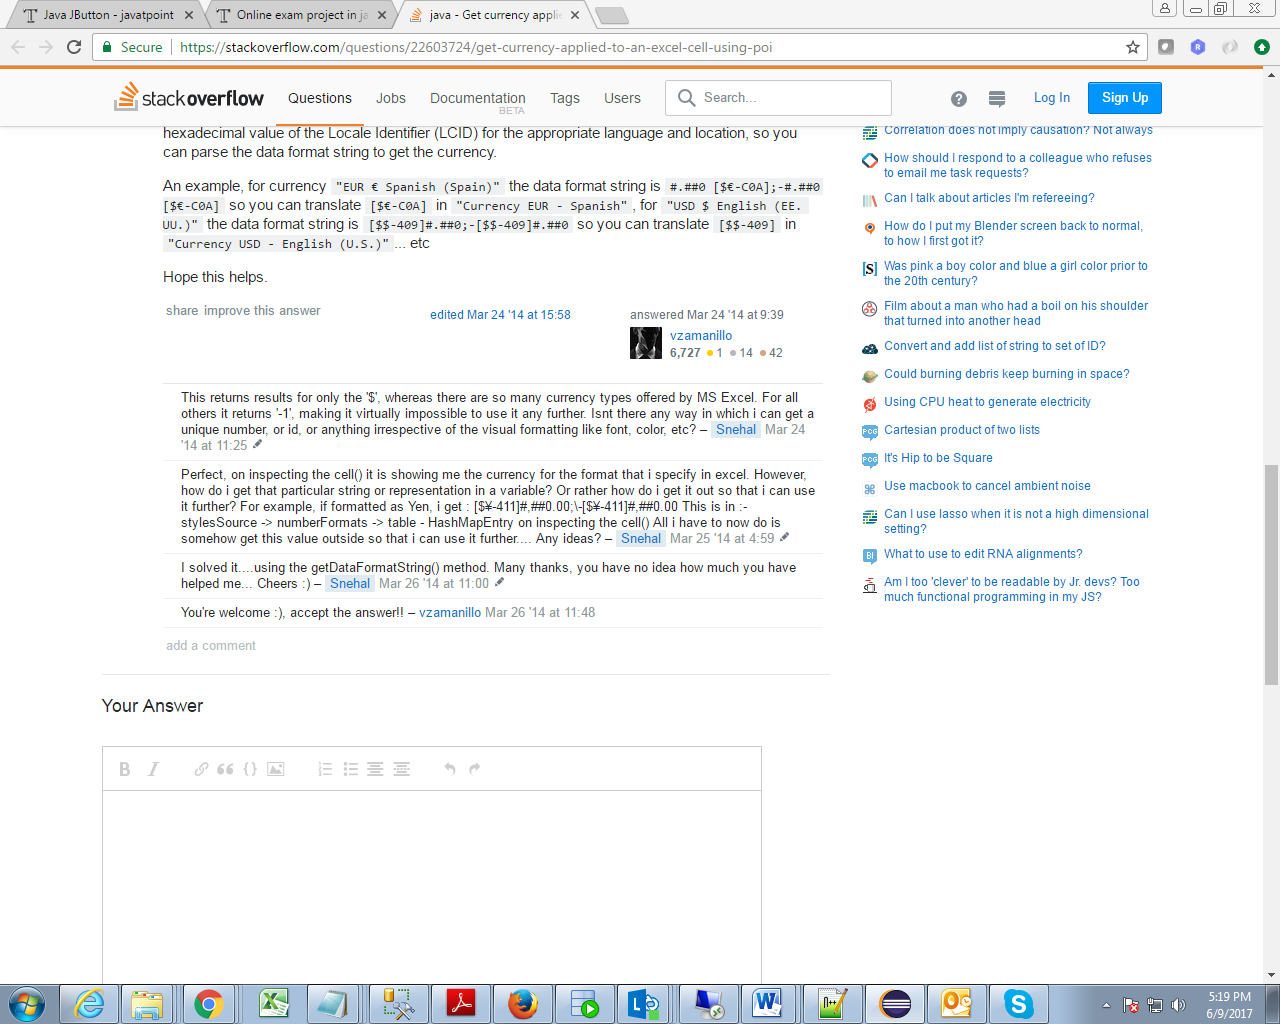 Java JButton - javatpoint
Online exam project in ja
java - Get currency applie
Secure
https://stackoverflow.com/questions/22603724/get-currency-applied-to-an-excel-cell-using-poi
stackoverflow
Questions
Jobs
Documentation
BETA
Tags
Users
Search...
?
Log In
Sign Up
hexadecimal value of the Locale Identifier (LCID) for the appropriate language and location, so you
can parse the data format string to get the currency.
An example, for currency "EUR € Spanish (Spain)" the data format string is #.##0 [$€-C0A];-#.##0
[$€-C0A] so you can translate [$€-C0A] in "Currency EUR - Spanish", for "USD $ English (EE.
UU.)" the data format string is [$$-409]#.##0;-[$$-409]#.##0 so you can translate [$$-409] in
"Currency USD - English (U.S.)"... etc
Hope this helps.
share improve this answer
edited Mar 24 '14 at 15:58
answered Mar 24 '14 at 9:39
vzamanillo
6,727 ●1 ●14 ●42
This returns results for only the '$', whereas there are so many currency types offered by MS Excel. For all
others it returns '-1', making it virtually impossible to use it any further. Isnt there any way in which i can get a
unique number, or id, or anything irrespective of the visual formatting like font, color, etc? – Snehal Mar 24
'14 at 11:25
Perfect, on inspecting the cell() it is showing me the currency for the format that i specify in excel. However,
how do i get that particular string or representation in a variable? Or rather how do i get it out so that i can use
it further? For example, if formatted as Yen, i get : [$¥-411]#,##0.00;\-[$¥-411]#,##0.00 This is in :-
stylesSource -> numberFormats -> table - HashMapEntry on inspecting the cell() All i have to now do is
somehow get this value outside so that i can use it further.... Any ideas? – Snehal Mar 25 '14 at 4:59
I solved it....using the getDataFormatString() method. Many thanks, you have no idea how much you have
helped me... Cheers :) – Snehal Mar 26 '14 at 11:00
You're welcome :), accept the answer!! – vzamanillo Mar 26 '14 at 11:48
add a comment
Your Answer
B I
Correlation does not imply causation? Not always
How should I respond to a colleague who refuses
to email me task requests?
Can I talk about articles I'm refereeing?
How do I put my Blender screen back to normal,
to how I first got it?
[S] Was pink a boy color and blue a girl color prior to
the 20th century?
Film about a man who had a boil on his shoulder
that turned into another head
Convert and add list of string to set of ID?
Could burning debris keep burning in space?
Using CPU heat to generate electricity
PCG Cartesian product of two lists
PCG It's Hip to be Square
Use macbook to cancel ambient noise
Can I use lasso when it is not a high dimensional
setting?
BI What to use to edit RNA alignments?
Am I too 'clever' to be readable by Jr. devs? Too
much functional programming in my JS?
5:19 PM
6/9/2017